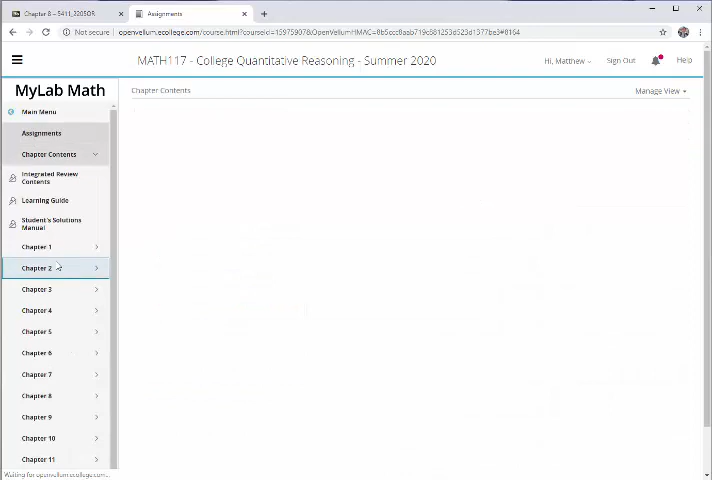 Chapter 8 – 5411_2205OR
Assignments
Not secure
openvellum.ecollege.com/course.html?courseid=15975907&OpenVellumHMAC=8b5ccc8aab719c881253d523d1377be3#8164
MATH117 - College Quantitative Reasoning - Summer 2020
Hi, Matthew
Sign Out
Help
MyLab Math
Chapter Contents
Manage View
Main Menu
Assignments
Chapter Contents
Integrated Review
Contents
Learning Guide
Student's Solutions
Manual
Chapter 1
Chapter 2
Chapter 3
Chapter 4
Chapter 5
Chapter 6
Chapter 7
Chapter 8
Chapter 9
Chapter 10
Chapter 11
Waiting for openvellum.ecollege.com...